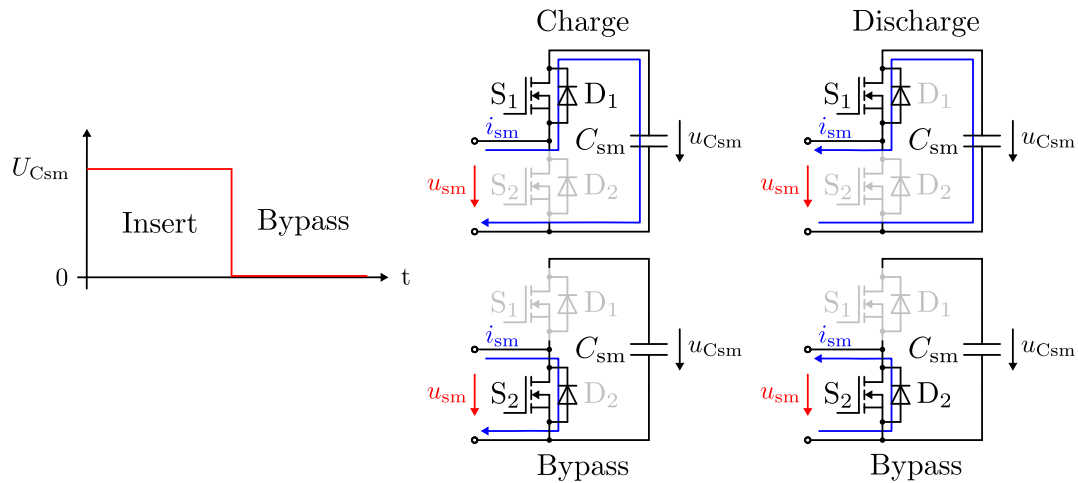 U_Csm
Insert
Bypass
0
t
Charge
S_1
D_1
i_sm
C_sm
u_Csm
u_sm
S_2
D_2
Discharge
S_1
D_1
i_sm
C_sm
u_Csm
u_sm
S_2
D_2
S_1
D_1
i_sm
C_sm
u_Csm
u_sm
S_2
D_2
Bypass
S_1
D_1
i_sm
C_sm
u_Csm
u_sm
S_2
D_2
Bypass